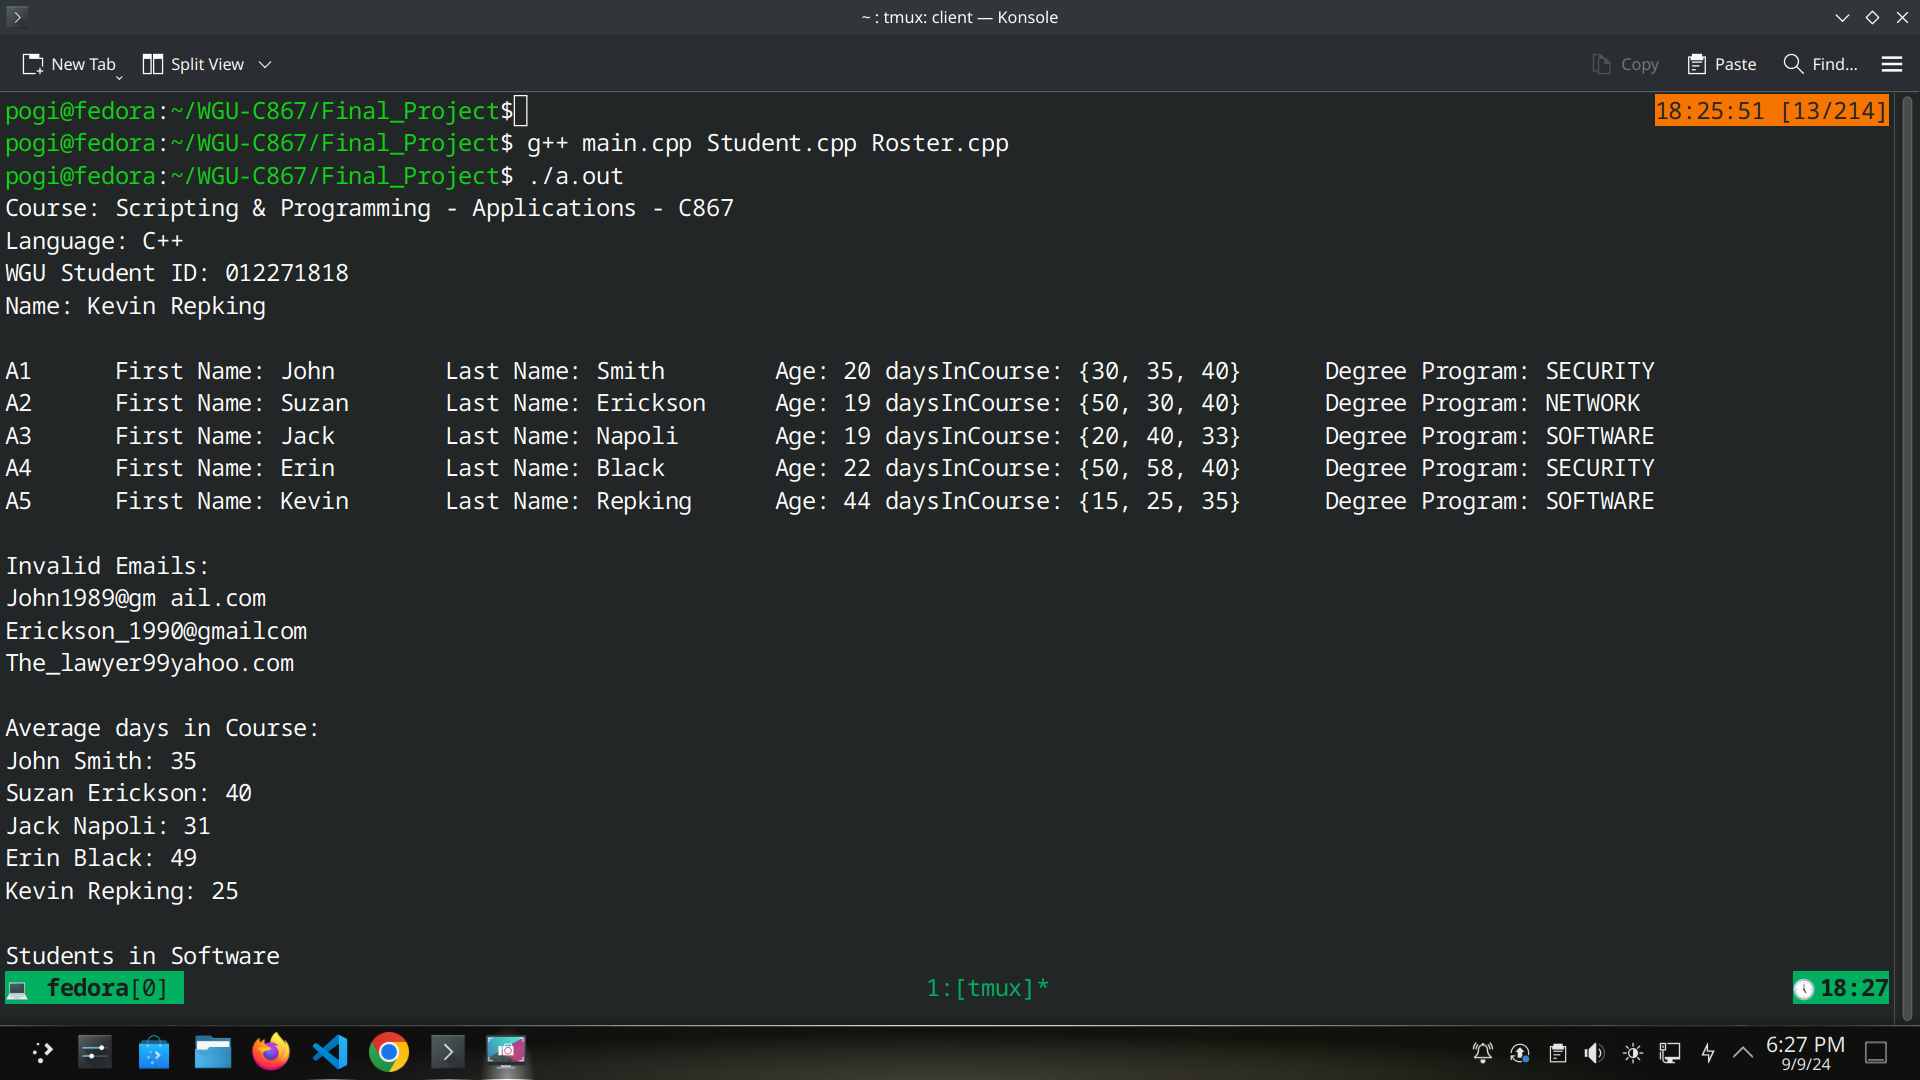 ~ : tmux: client — Konsole
New Tab Split View Copy Paste Find...
pogi@fedora:~/WGU-C867/Final_Project$ 18:25:51 [13/214]
pogi@fedora:~/WGU-C867/Final_Project$ g++ main.cpp Student.cpp Roster.cpp
pogi@fedora:~/WGU-C867/Final_Project$ ./a.out
Course: Scripting & Programming - Applications - C867
Language: C++
WGU Student ID: 012271818
Name: Kevin Repking
A1 First Name: John Last Name: Smith Age: 20 daysInCourse: {30, 35, 40} Degree Program: SECURITY
A2 First Name: Suzan Last Name: Erickson Age: 19 daysInCourse: {50, 30, 40} Degree Program: NETWORK
A3 First Name: Jack Last Name: Napoli Age: 19 daysInCourse: {20, 40, 33} Degree Program: SOFTWARE
A4 First Name: Erin Last Name: Black Age: 22 daysInCourse: {50, 58, 40} Degree Program: SECURITY
A5 First Name: Kevin Last Name: Repking Age: 44 daysInCourse: {15, 25, 35} Degree Program: SOFTWARE
Invalid Emails:
John1989@gm ail.com
Erickson_1990@gmailcom
The_lawyer99yahoo.com
Average days in Course:
John Smith: 35
Suzan Erickson: 40
Jack Napoli: 31
Erin Black: 49
Kevin Repking: 25
Students in Software
fedora[0] 1:[tmux]* 18:27
6:27 PM
9/9/24